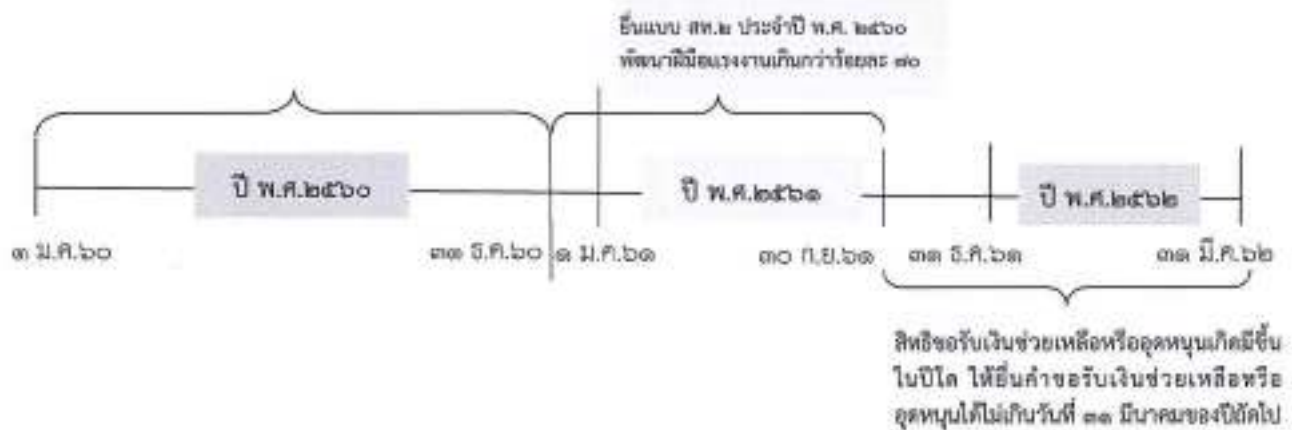 ยื่นแบบ สท.๒ ประจำปี พ.ศ. ๒๕๖๐
พัฒนาฝีมือแรงงานเกินกว่าร้อยละ ๗๐
ปี พ.ศ.๒๕๖๐
ปี พ.ศ.๒๕๖๑
ปี พ.ศ.๒๕๖๒
๑ ม.ค.๖๐
๓๑ ธ.ค.๖๐
๑ ม.ค.๖๑
๓๐ ก.ย.๖๑
๓๑ ธ.ค.๖๑
๓๑ มี.ค.๖๒
สิทธิขอรับเงินช่วยเหลือหรืออุดหนุนเกิดมีขึ้น
ในปีใด ให้ยื่นคำขอรับเงินช่วยเหลือหรือ
อุดหนุนได้ไม่เกินวันที่ ๓๑ มีนาคมของปีถัดไป